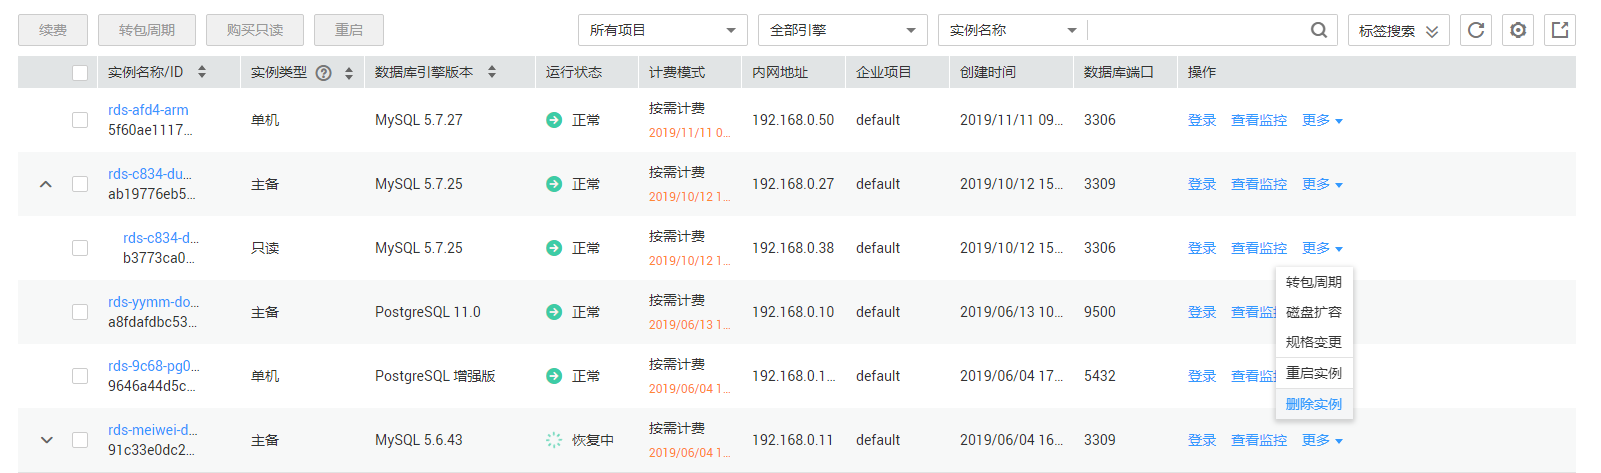 续费 转包周期 购买只读 重启 所有项目 全部引擎 实例名称 标签搜索
实例名称/ID 实例类型 数据库引擎版本 运行状态 计费模式 内网地址 企业项目 创建时间 数据库端口 操作
rds-afd4-arm
5f60ae1117...
单机 MySQL 5.7.27 正常
按需计费
2019/11/11 0...
192.168.0.50 default 2019/11/11 09... 3306 登录 查看监控 更多
rds-c834-du...
ab19776eb5...
主备 MySQL 5.7.25 正常
按需计费
2019/10/12 1...
192.168.0.27 default 2019/10/12 15... 3309 登录 查看监控 更多
rds-c834-d...
b3773ca0...
只读 MySQL 5.7.25 正常
按需计费
2019/10/12 1...
192.168.0.38 default 2019/10/12 15... 3306 登录 查看监控 更多
转包周期
磁盘扩容
规格变更
重启实例
删除实例
rds-yymm-do...
a8fdafdbc53...
主备 PostgreSQL 11.0 正常
按需计费
2019/06/13 1...
192.168.0.10 default 2019/06/13 10... 9500 登录 查看监
rds-9c68-pg0...
9646a44d5c...
单机 PostgreSQL 增强版 正常
按需计费
2019/06/04 1...
192.168.0.1... default 2019/06/04 17... 5432 登录 查看监
rds-meiwei-d...
91c33e0dc2...
主备 MySQL 5.6.43 恢复中
按需计费
2019/06/04 1...
192.168.0.11 default 2019/06/04 16... 3309 登录 查看监控 更多